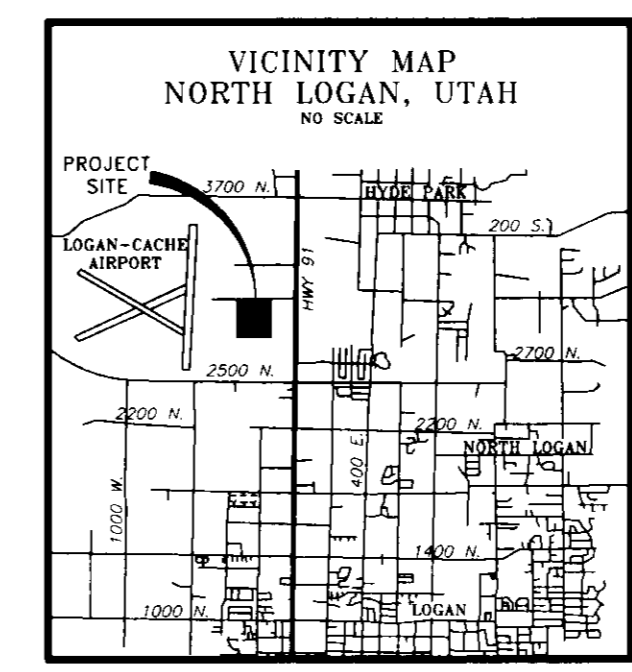 VICINITY MAP
NORTH LOGAN, UTAH
NO SCALE
PROJECT
SITE
3700 N.
HYDE PARK
200 S.
LOGAN-CACHE
AIRPORT
HWY 91
2700 N.
2500 N.
2200 N.
2200 N.
NORTH LOGAN
400 E.
1000 W.
1400 N.
1000 N.
LOGAN